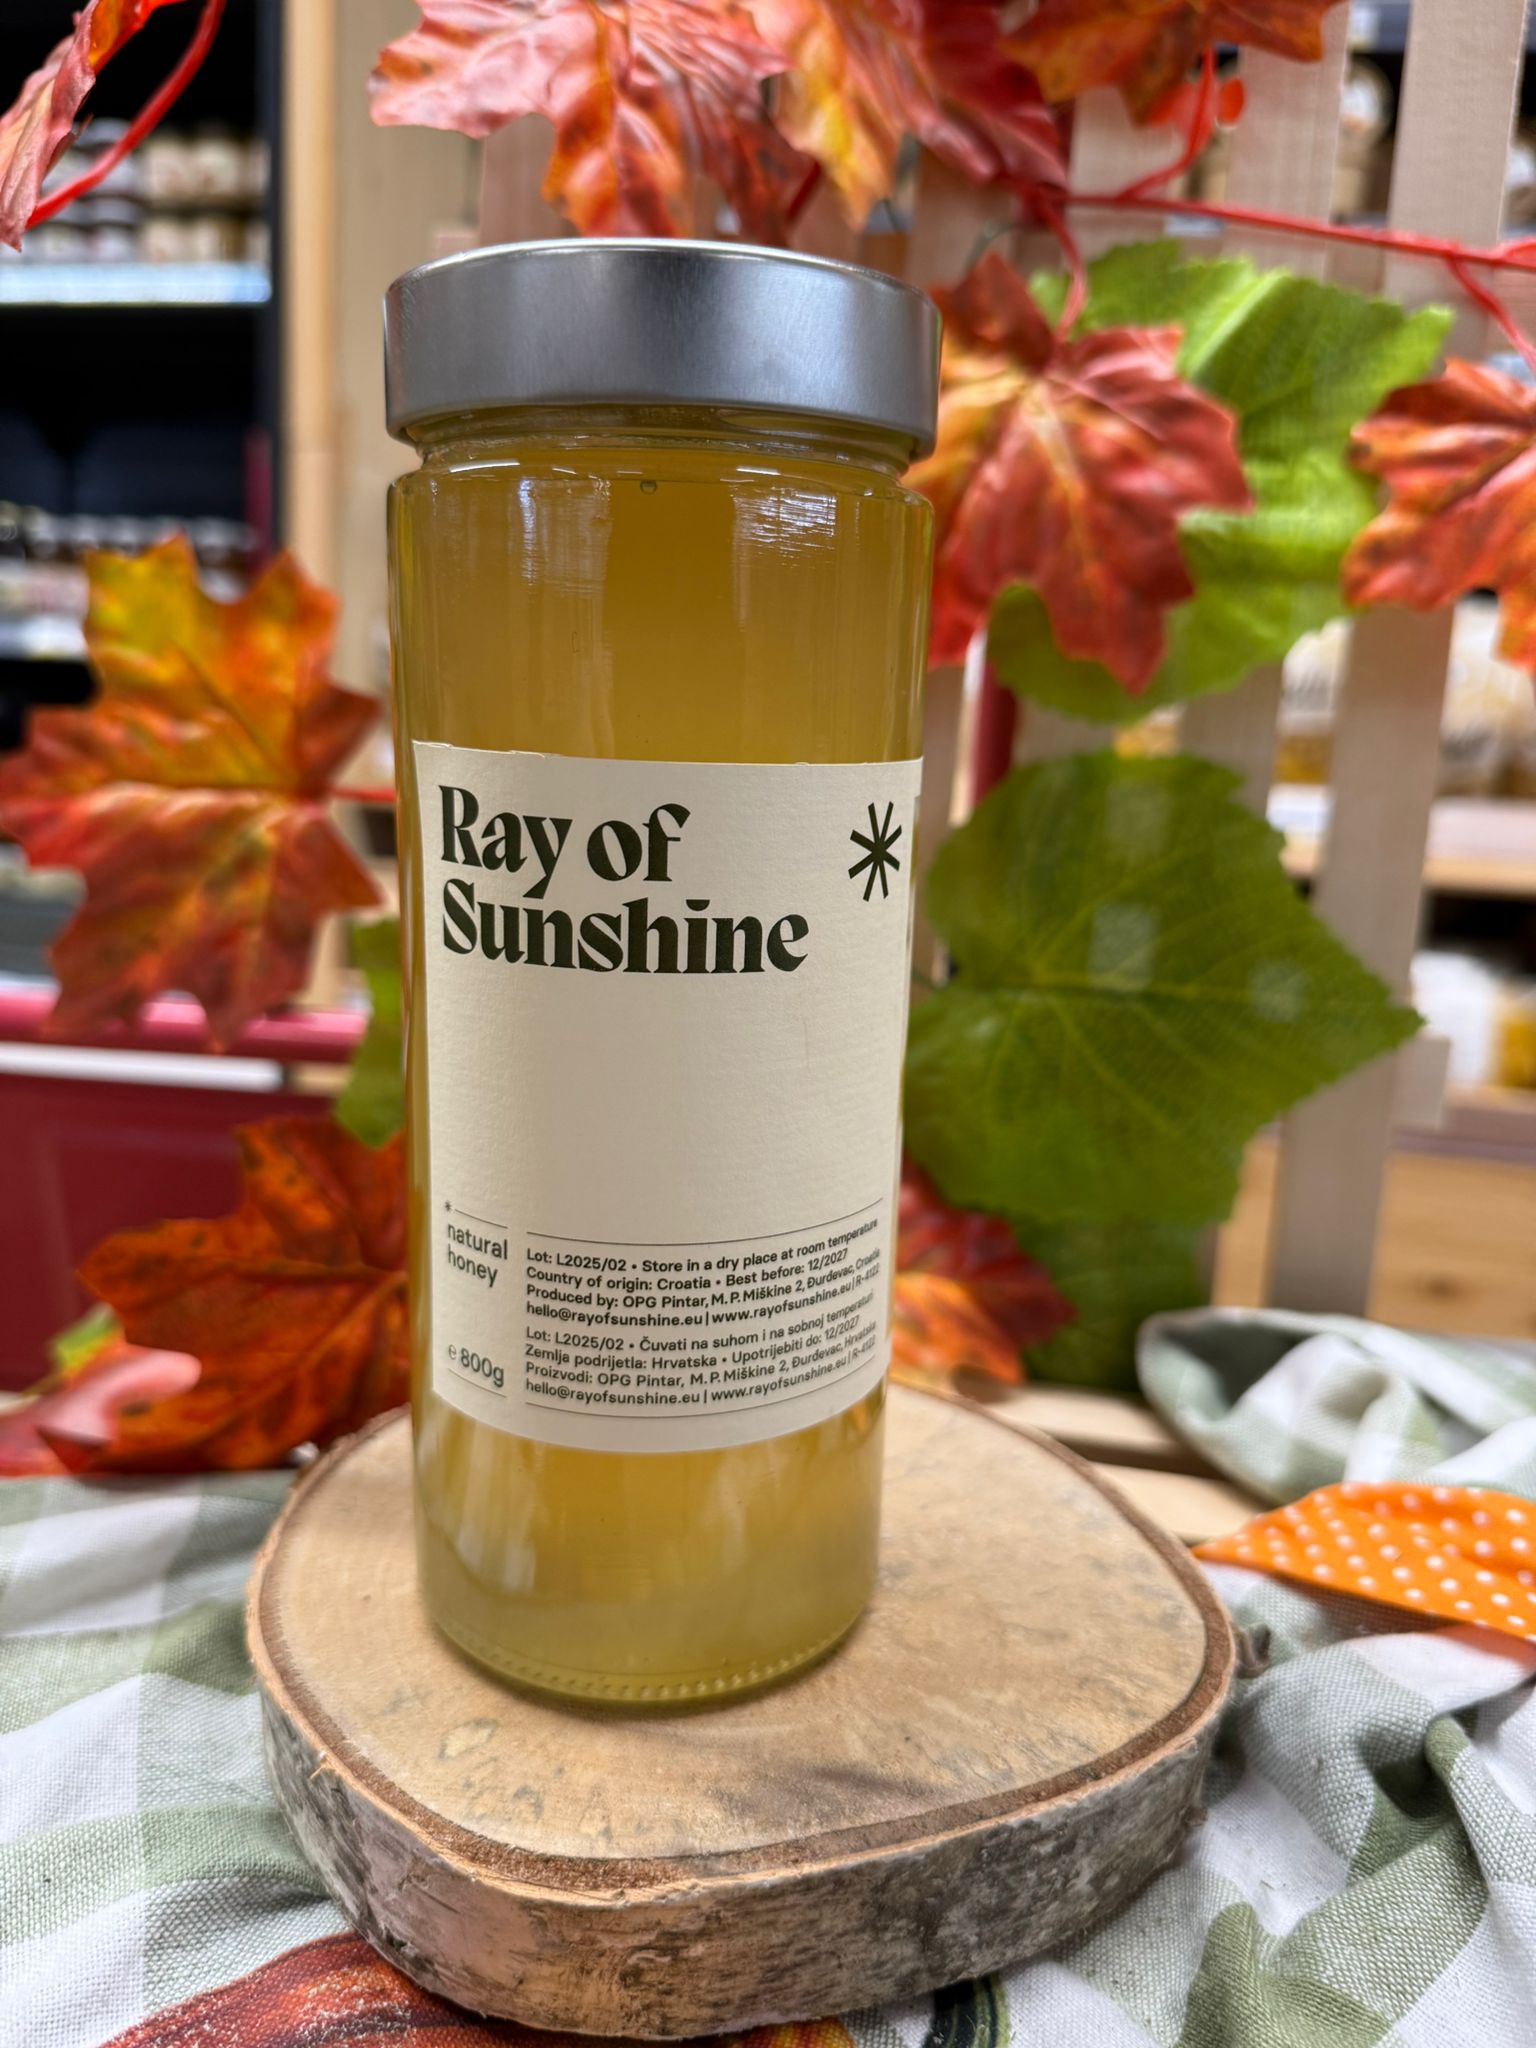 Ray of
Sunshine
*
natural
honey
℮ 800g
Lot: L2025/02 • Store in a dry place at room temperature
Country of origin: Croatia • Best before: 12/2027
Produced by: OPG Pintar, M. P. Miškine 2, Đurđevac, Croatia
hello@rayofsunshine.eu | www.rayofsunshine.eu | R-4122
Lot: L2025/02 • Čuvati na suhom i na sobnoj temperaturi
Zemlja podrijetla: Hrvatska • Upotrijebiti do: 12/2027
Proizvodi: OPG Pintar, M. P. Miškine 2, Đurđevac, Hrvatska
hello@rayofsunshine.eu | www.rayofsunshine.eu | R-4122